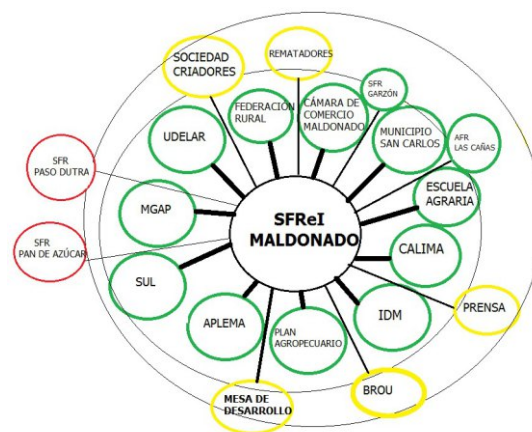 SOCIEDAD
CRIADORES
REMATADORES
SFR
GARZÓN
FEDERACIÓN
RURAL
CÁMARA DE
COMERCIO
MALDONADO
UDELAR
MUNICIPIO
SAN CARLOS
AFR
LAS CAÑAS
SFR
PASO DUTRA
ESCUELA
AGRARIA
MGAP
SFReI
MALDONADO
SFR
PAN DE AZÚCAR
CALIMA
SUL
PRENSA
APLEMA
PLAN
AGROPECUARIO
IDM
BROU
MESA DE
DESARROLLO